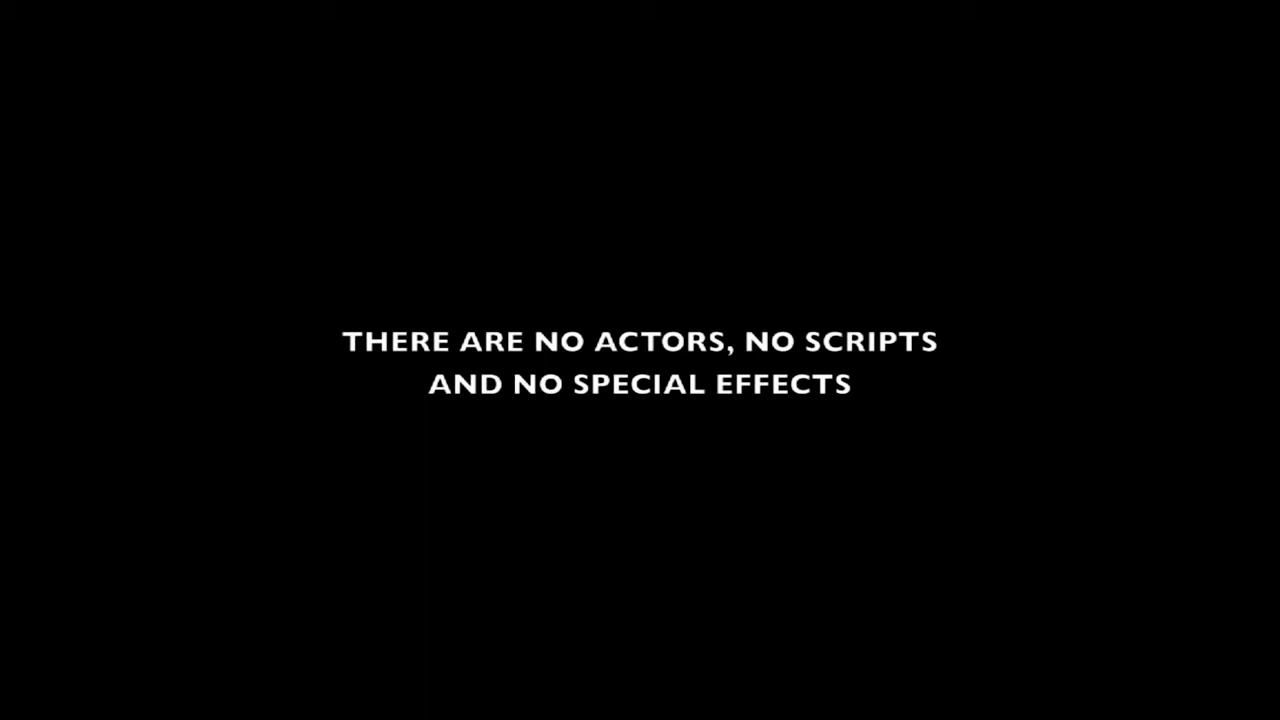 THERE ARE NO ACTORS, NO SCRIPTS
AND NO SPECIAL EFFECTS